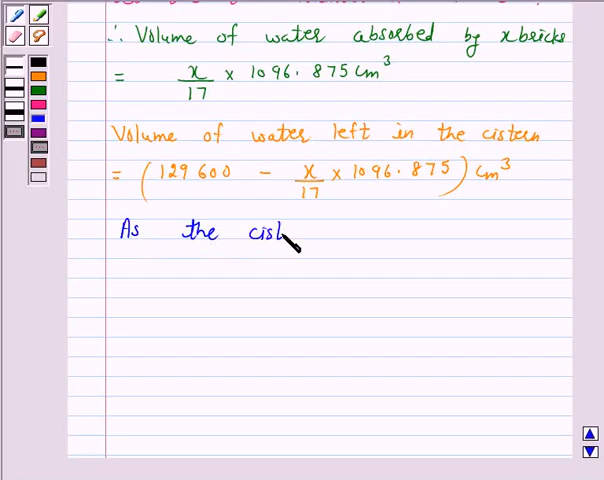 ∴ Volume of water absorbed by x bricks
= x/17 × 1096.875 cm³
Volume of water left in the cistern
= (129600 - x/17 × 1096.875) cm³
As the cist